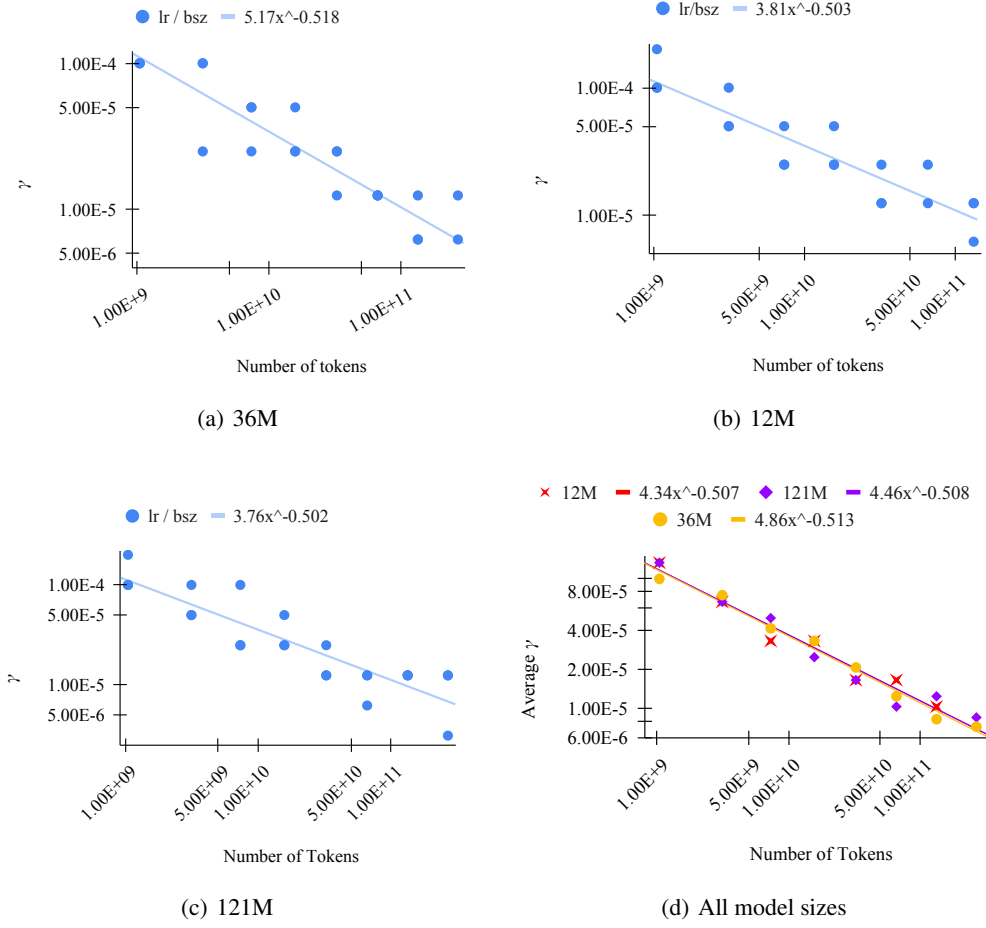 lr / bsz 5.17x^-0.518
1.00E-4
5.00E-5
1.00E-5
5.00E-6
γ
1.00E+9
1.00E+10
1.00E+11
Number of tokens
(a) 36M
lr/bsz 3.81x^-0.503
1.00E-4
5.00E-5
1.00E-5
γ
1.00E+9
5.00E+9
1.00E+10
5.00E+10
1.00E+11
Number of tokens
(b) 12M
lr / bsz 3.76x^-0.502
1.00E-4
5.00E-5
1.00E-5
5.00E-6
γ
1.00E+09
5.00E+09
1.00E+10
5.00E+10
1.00E+11
Number of Tokens
(c) 121M
12M 4.34x^-0.507 121M 4.46x^-0.508
36M 4.86x^-0.513
8.00E-5
4.00E-5
2.00E-5
1.00E-5
6.00E-6
Average γ
1.00E+9
5.00E+9
1.00E+10
5.00E+10
1.00E+11
Number of Tokens
(d) All model sizes